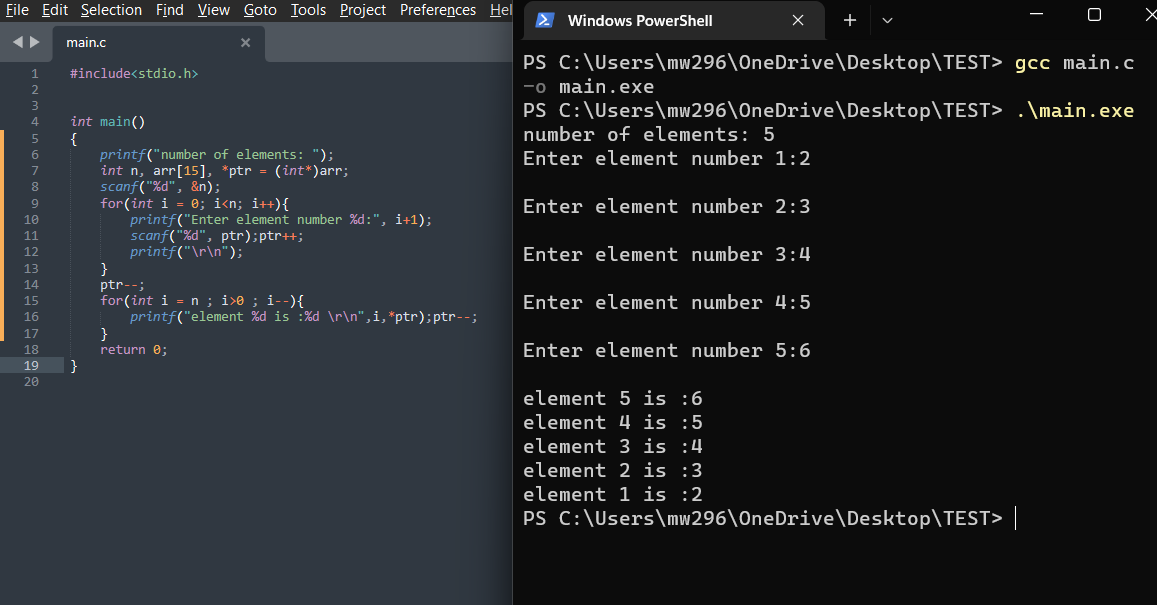 File Edit Selection Find View Goto Tools Project Preferences Hel
main.c
1 #include<stdio.h>
2
3
4 int main()
5 {
6 printf("number of elements: ");
7 int n, arr[15], *ptr = (int*)arr;
8 scanf("%d", &n);
9 for(int i = 0; i<n; i++){
10 printf("Enter element number %d:", i+1);
11 scanf("%d", ptr);ptr++;
12 printf("\r\n");
13 }
14 ptr--;
15 for(int i = n ; i>0 ; i--){
16 printf("element %d is :%d \r\n",i,*ptr);ptr--;
17 }
18 return 0;
19 }
20
Windows PowerShell
PS C:\Users\mw296\OneDrive\Desktop\TEST> gcc main.c
-o main.exe
PS C:\Users\mw296\OneDrive\Desktop\TEST> .\main.exe
number of elements: 5
Enter element number 1:2
Enter element number 2:3
Enter element number 3:4
Enter element number 4:5
Enter element number 5:6
element 5 is :6
element 4 is :5
element 3 is :4
element 2 is :3
element 1 is :2
PS C:\Users\mw296\OneDrive\Desktop\TEST>